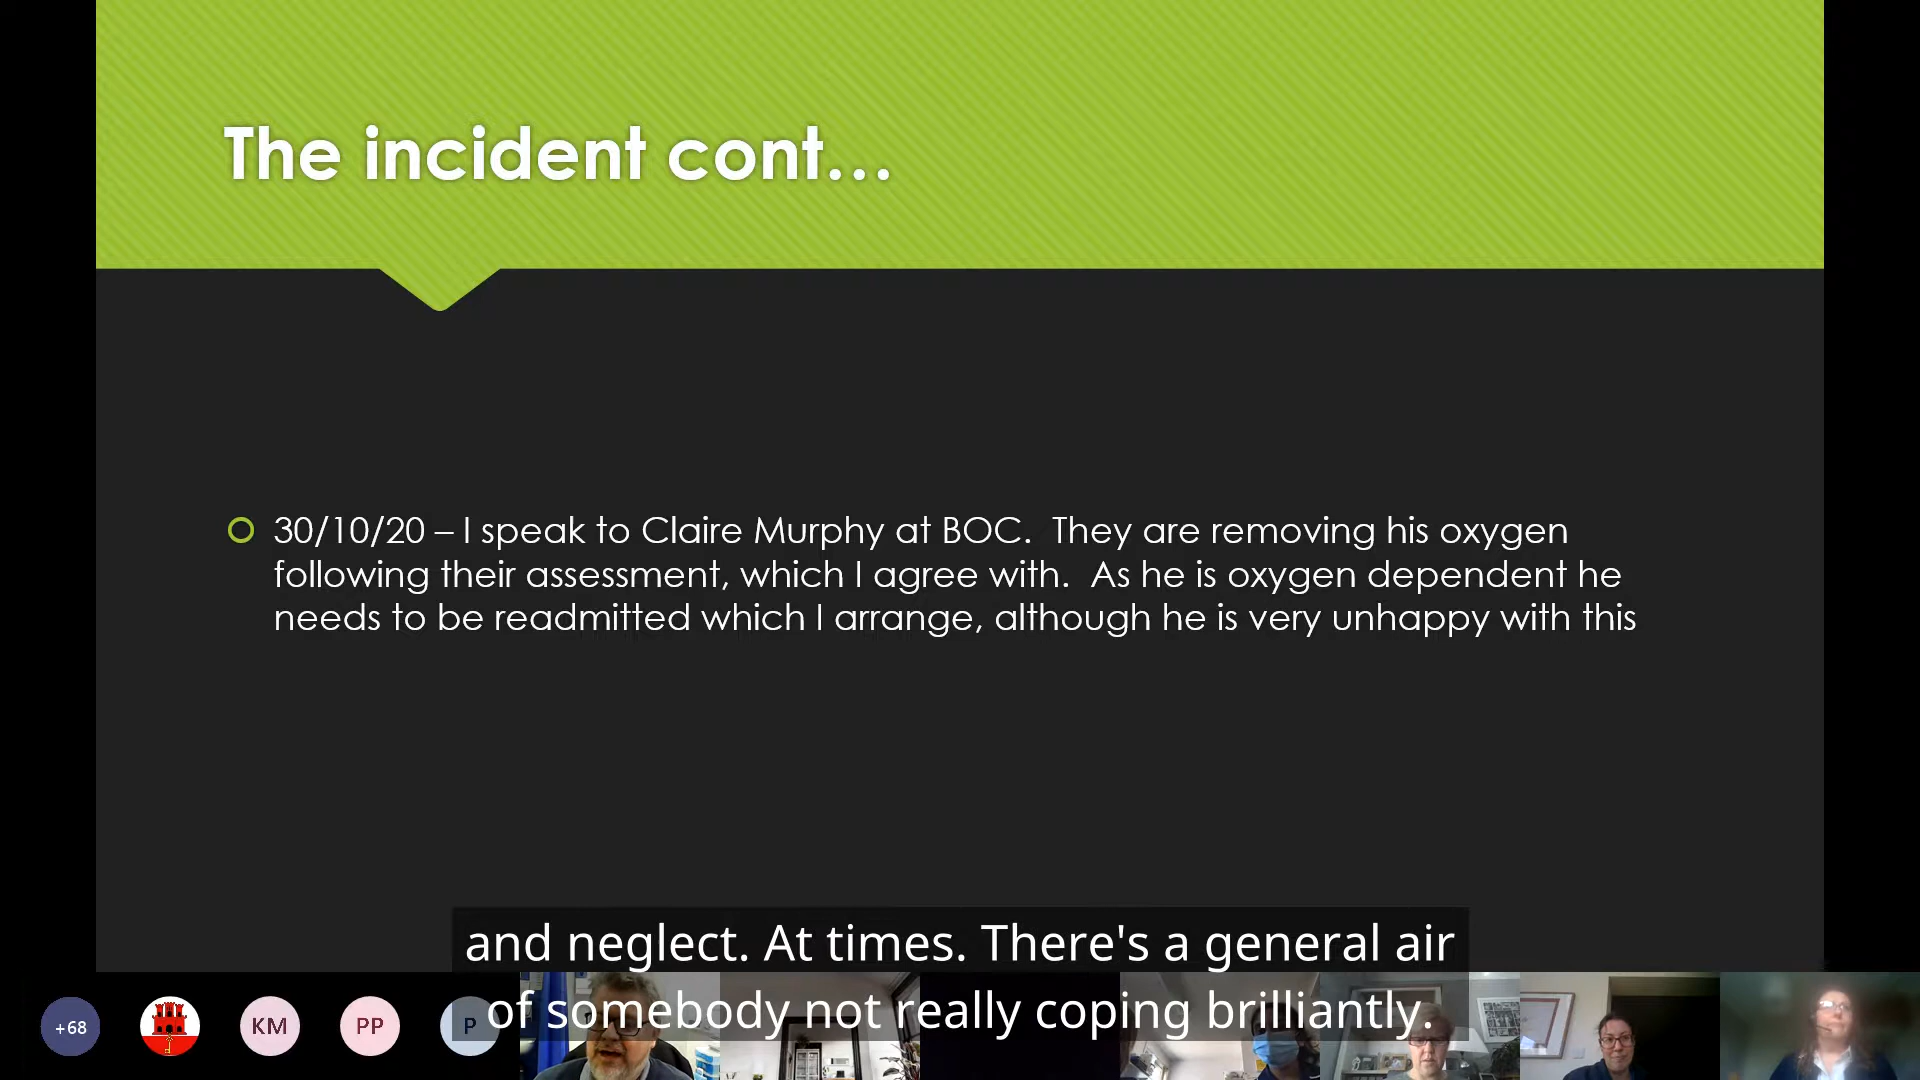 The incident cont…
30/10/20 – I speak to Claire Murphy at BOC.  They are removing his oxygen
following their assessment, which I agree with.  As he is oxygen dependent he
needs to be readmitted which I arrange, although he is very unhappy with this
and neglect. At times. There's a general air
of somebody not really coping brilliantly.
+68
KM
PP
P